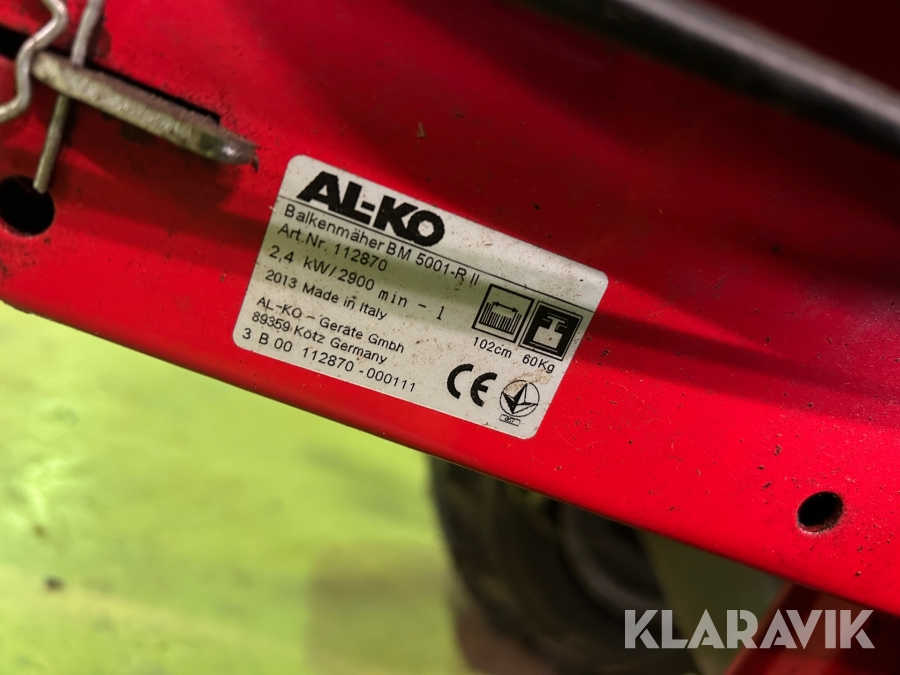 AL-KO
Balkenmäher BM 5001-R II
Art.Nr. 112870
2,4 kW/2900 min - 1
2013 Made in Italy
AL-KO - Geräte Gmbh
89359 Kötz Germany
3 B 00 112870 -000111
102cm 60Kg
CE
KLARAVIK